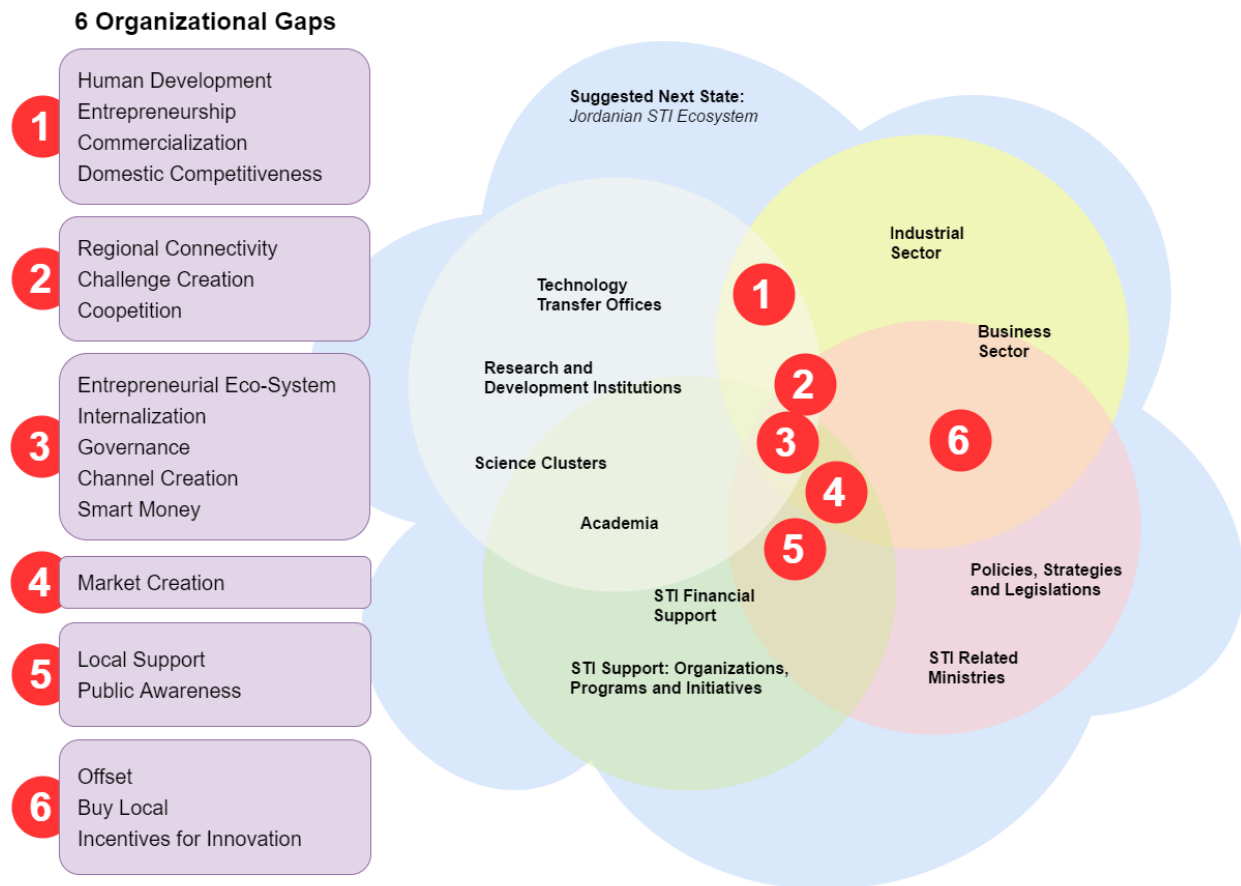 6 Organizational Gaps
1
Human Development
Entrepreneurship
Commercialization
Domestic Competitiveness
2
Regional Connectivity
Challenge Creation
Coopetition
3
Entrepreneurial Eco-System
Internalization
Governance
Channel Creation
Smart Money
4
Market Creation
5
Local Support
Public Awareness
6
Offset
Buy Local
Incentives for Innovation
Suggested Next State:
Jordanian STI Ecosystem
Industrial
Sector
Technology
Transfer Offices
1
Business
Sector
Research and
Development Institutions
2
3
6
Science Clusters
4
Academia
5
Policies, Strategies
and Legislations
STI Financial
Support
STI Support: Organizations,
Programs and Initiatives
STI Related
Ministries